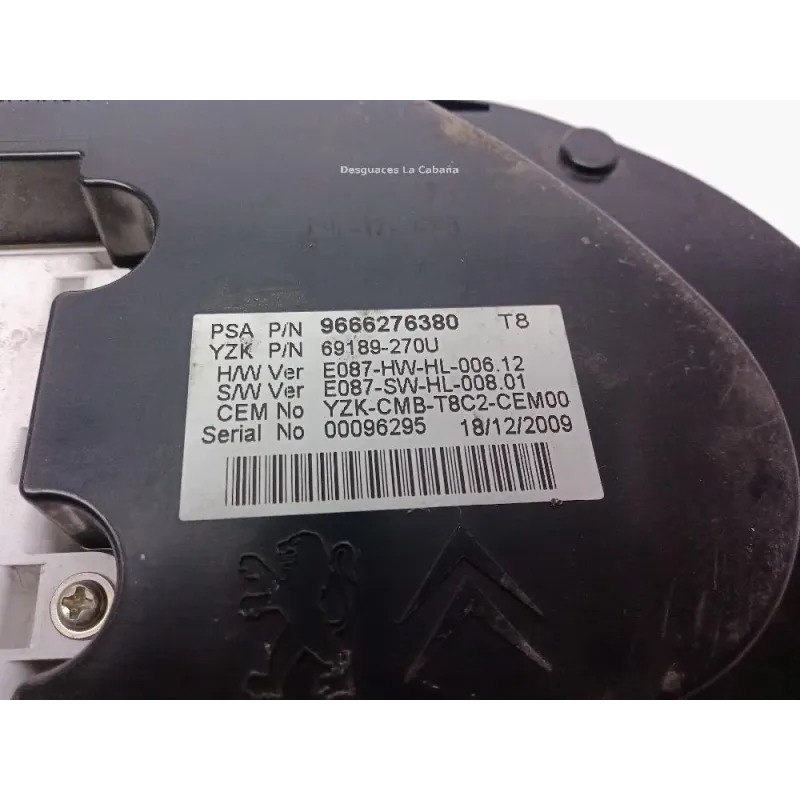 Desguaces La Cabaña
PSA P/N 9666276380 T8
YZK P/N 69189-270U
H/W Ver E087-HW-HL-006.12
S/W Ver E087-SW-HL-008.01
CEM No YZK-CMB-T8C2-CEM00
Serial No 00096295 18/12/2009